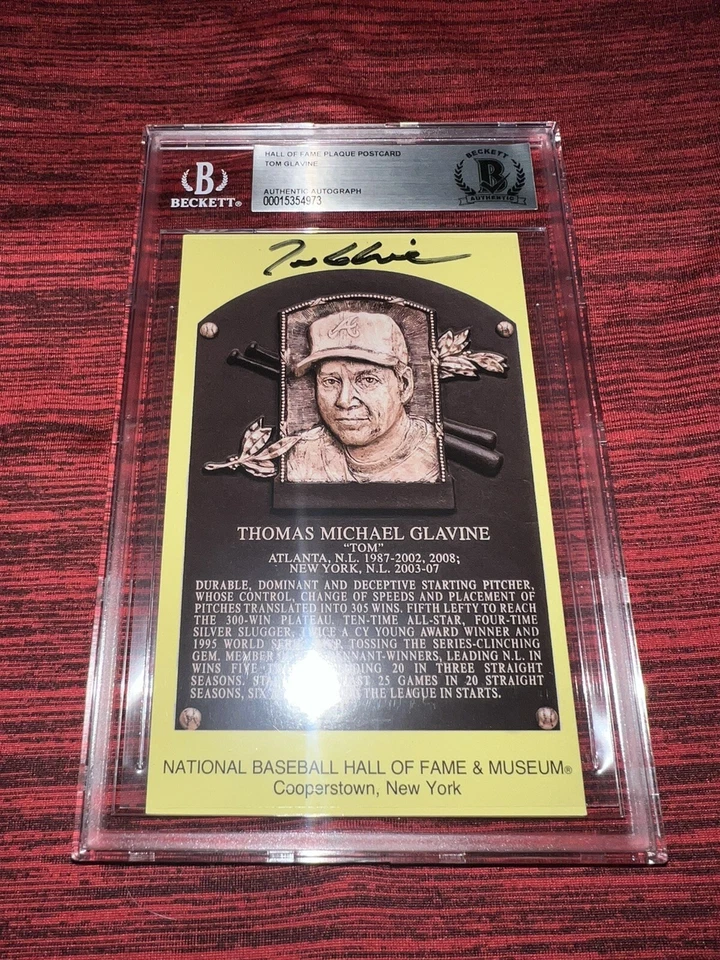 BECKETT®
HALL OF FAME PLAQUE POSTCARD
TOM GLAVINE
AUTHENTIC AUTOGRAPH
00015354973
BECKETT
AUTHENTIC
THOMAS MICHAEL GLAVINE
"TOM"
ATLANTA, N.L. 1987-2002, 2008;
NEW YORK, N.L. 2003-07
DURABLE, DOMINANT AND DECEPTIVE STARTING PITCHER,
WHOSE CONTROL, CHANGE OF SPEEDS AND PLACEMENT OF
PITCHES TRANSLATED INTO 305 WINS. FIFTH LEFTY TO REACH
THE 300-WIN PLATEAU. TEN-TIME ALL-STAR, FOUR-TIME
SILVER SLUGGER, TWICE A CY YOUNG AWARD WINNER AND
1995 WORLD SERIES MVP, TOSSING THE SERIES-CLINCHING
GEM. MEMBER PENNANT-WINNERS, LEADING N.L. IN
WINS FIVE 20 IN THREE STRAIGHT
SEASONS. 25 GAMES IN 20 STRAIGHT
SEASONS, SIX THE LEAGUE IN STARTS.
NATIONAL BASEBALL HALL OF FAME & MUSEUM®
Cooperstown, New York